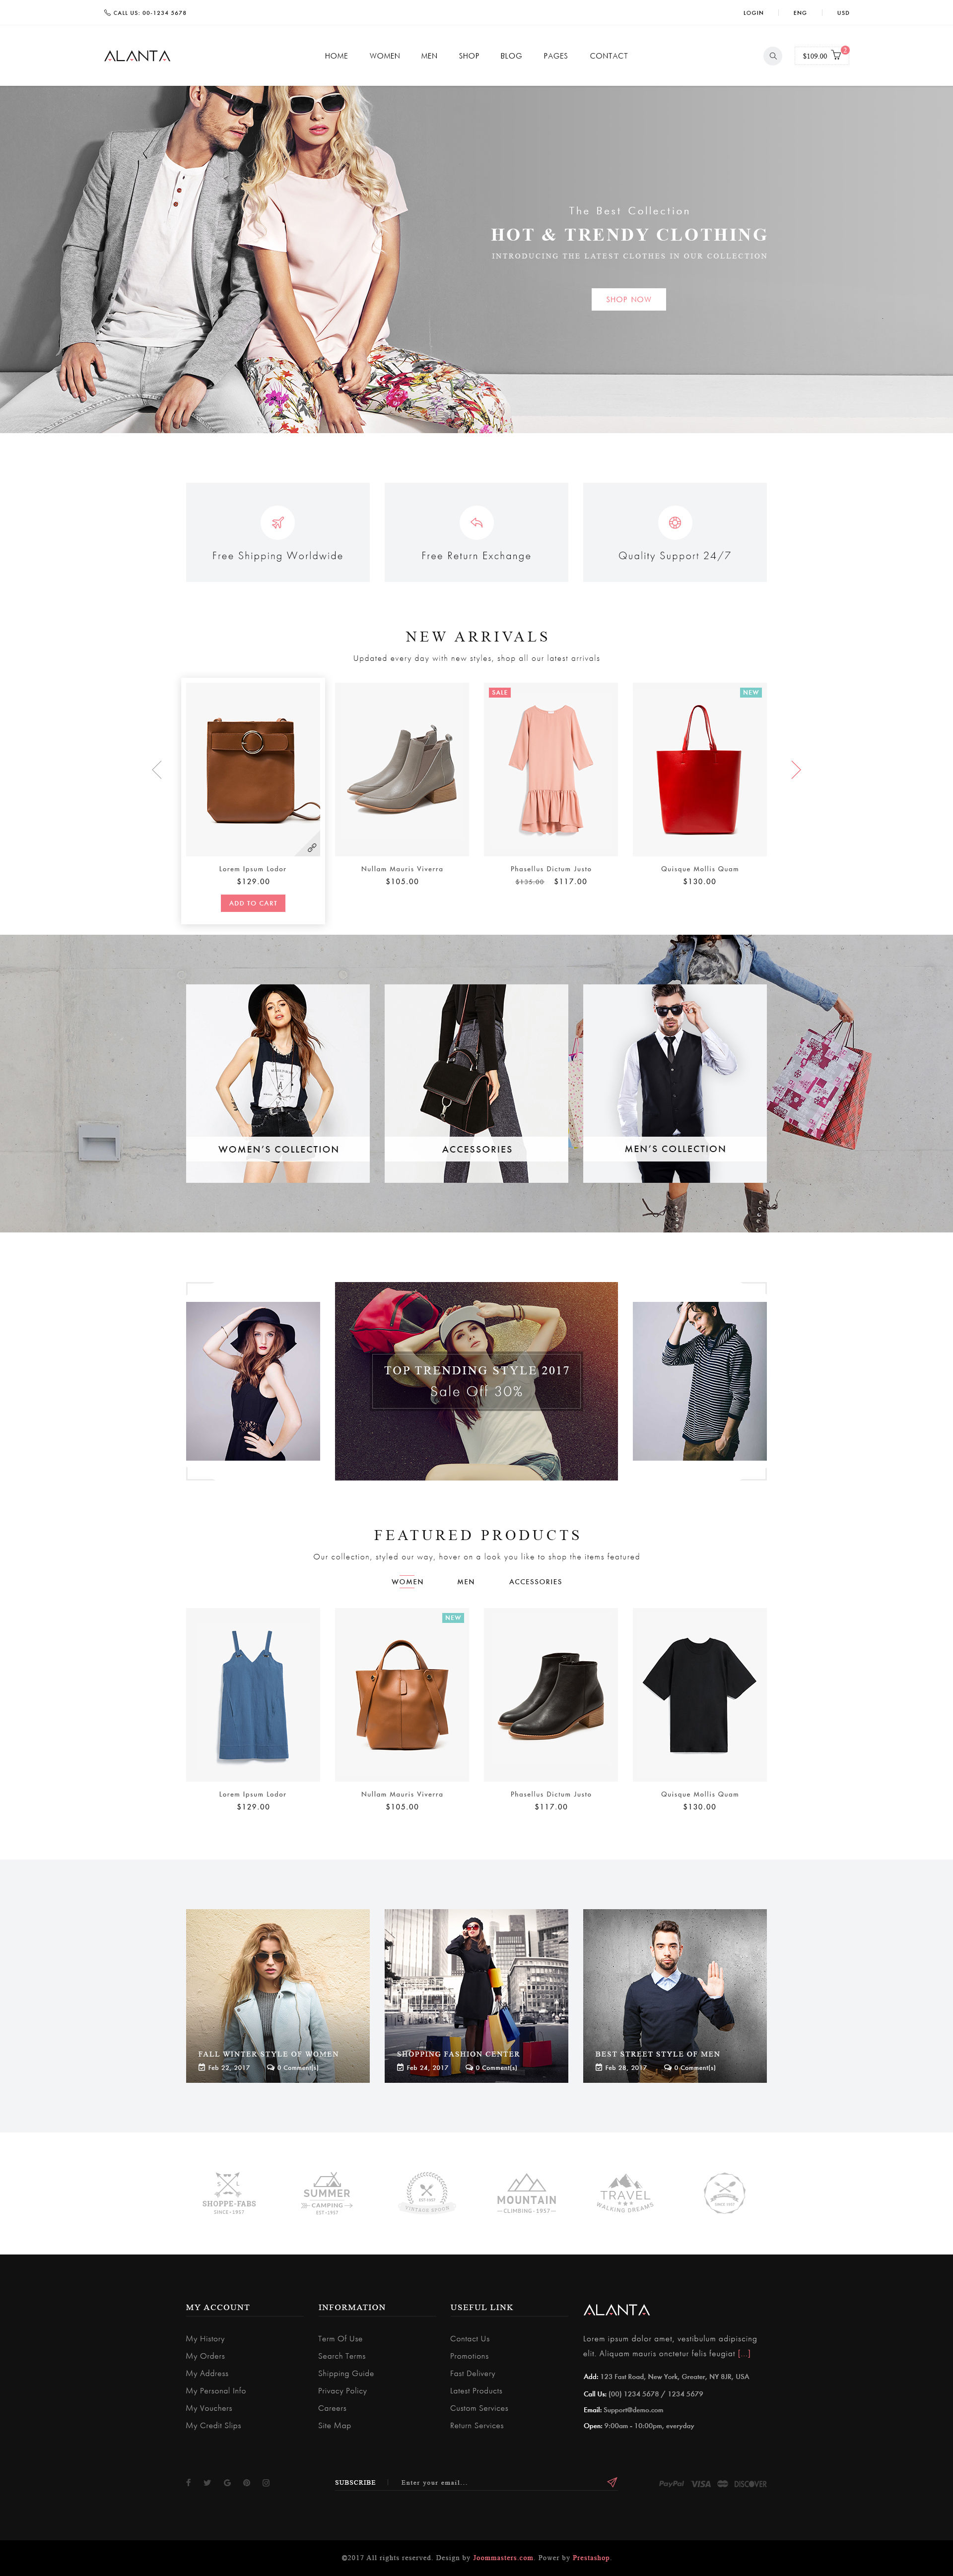 CALL US: 00-1234 5678
LOGIN ENG USD
ALANTA
HOME WOMEN MEN SHOP BLOG PAGES CONTACT
$109.00 2
The Best Collection
HOT & TRENDY CLOTHING
INTRODUCING THE LATEST CLOTHES IN OUR COLLECTION
SHOP NOW
Free Shipping Worldwide
Free Return Exchange
Quality Support 24/7
NEW ARRIVALS
Updated every day with new styles, shop all our latest arrivals
SALE
NEW
Lorem Ipsum Lodar
$129.00
ADD TO CART
Nullam Mauris Viverra
$105.00
Phasellus Dictum Justo
$135.00 $117.00
Quisque Mollis Quam
$130.00
WOMEN'S COLLECTION
ACCESSORIES
MEN'S COLLECTION
TOP TRENDING STYLE 2017
Sale Off 30%
FEATURED PRODUCTS
Our collection, styled our way, hover on a look you like to shop the items featured
WOMEN MEN ACCESSORIES
NEW
Lorem Ipsum Lodar
$129.00
Nullam Mauris Viverra
$105.00
Phasellus Dictum Justo
$117.00
Quisque Mollis Quam
$130.00
FALL WINTER STYLE OF WOMEN
Feb 22, 2017 0 Comment(s)
SHOPPING FASHION CENTER
Feb 24, 2017 0 Comment(s)
BEST STREET STYLE OF MEN
Feb 28, 2017 0 Comment(s)
SHOPPE-FABS
SINCE-1957
SUMMER
CAMPING
EST-1957
EST-1957
VINTAGE SPOON
MOUNTAIN
CLIMBING- 1957
TRAVEL
WALKING DREAMS
SINCE 1957
MY ACCOUNT
My History
My Orders
My Address
My Personal Info
My Vouchers
My Credit Slips
INFORMATION
Term Of Use
Search Terms
Shipping Guide
Privacy Policy
Careers
Site Map
USEFUL LINK
Contact Us
Promotions
Fast Delivery
Latest Products
Custom Services
Return Services
ALANTA
Lorem ipsum dolor amet, vestibulum adipiscing
elit. Aliquam mauris onctetur felis feugiat [...]
Add: 123 Fast Road, New York, Greater, NY 8JR, USA
Call Us: (00) 1234 5678 / 1234 5679
Email: Support@demo.com
Open: 9:00am - 10:00pm, everyday
SUBSCRIBE Enter your email...
PayPal VISA DISCOVER
©2017 All rights reserved. Design by Joommasters.com. Power by Prestashop.